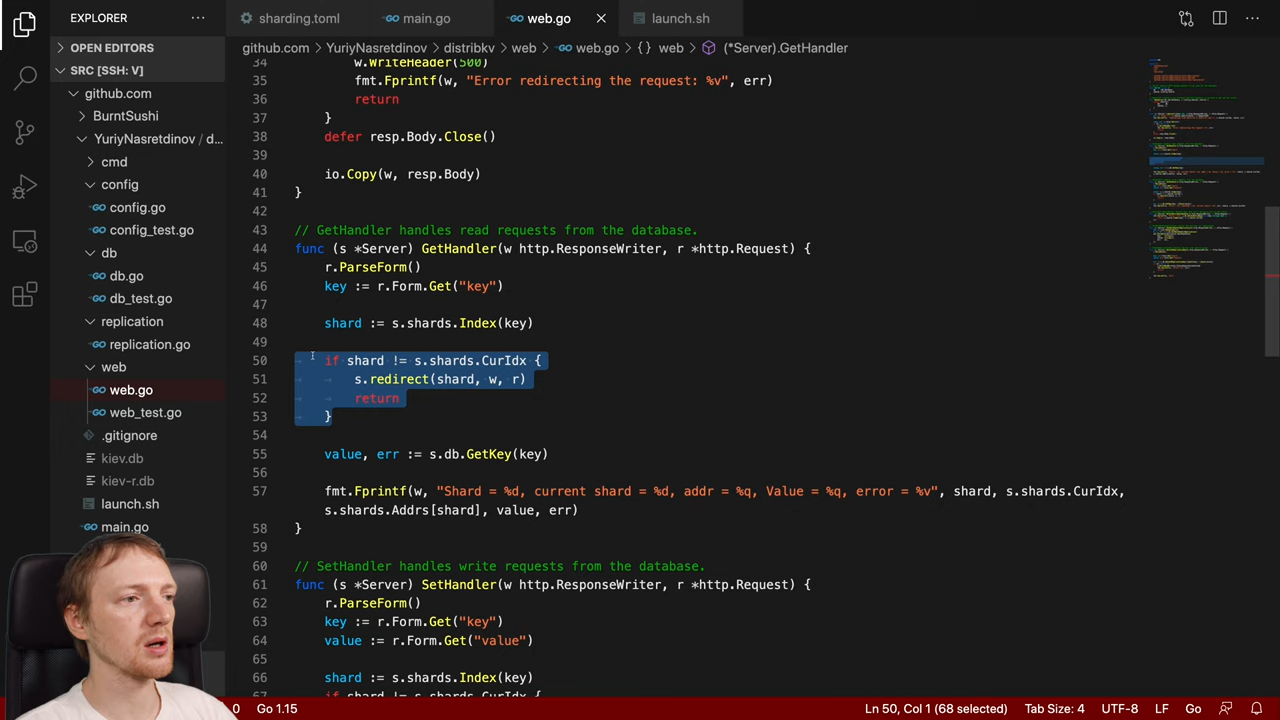 EXPLORER
sharding.toml
main.go
web.go
launch.sh
OPEN EDITORS
SRC [SSH: V]
github.com
BurntSushi
YuriyNasretdinov / d...
cmd
config
config.go
config_test.go
db
db.go
db_test.go
replication
replication.go
web
web.go
web_test.go
.gitignore
kiev.db
kiev-r.db
launch.sh
main.go
github.com > YuriyNasretdinov > distribkv > web > web.go > {} web > (*Server).GetHandler
34 w.WriteHeader(500)
35 fmt.Fprintf(w, "Error redirecting the request: %v", err)
36 return
37 }
38 defer resp.Body.Close()
39
40 io.Copy(w, resp.Body)
41 }
42
43 // GetHandler handles read requests from the database.
44 func (s *Server) GetHandler(w http.ResponseWriter, r *http.Request) {
45 r.ParseForm()
46 key := r.Form.Get("key")
47
48 shard := s.shards.Index(key)
49
50 if shard != s.shards.CurIdx {
51 s.redirect(shard, w, r)
52 return
53 }
54
55 value, err := s.db.GetKey(key)
56
57 fmt.Fprintf(w, "Shard = %d, current shard = %d, addr = %q, Value = %q, error = %v", shard, s.shards.CurIdx,
s.shards.Addrs[shard], value, err)
58 }
59
60 // SetHandler handles write requests from the database.
61 func (s *Server) SetHandler(w http.ResponseWriter, r *http.Request) {
62 r.ParseForm()
63 key := r.Form.Get("key")
64 value := r.Form.Get("value")
65
66 shard := s.shards.Index(key)
67 if shard != s.shards.CurIdx {
0 Go 1.15
Ln 50, Col 1 (68 selected) Tab Size: 4 UTF-8 LF Go